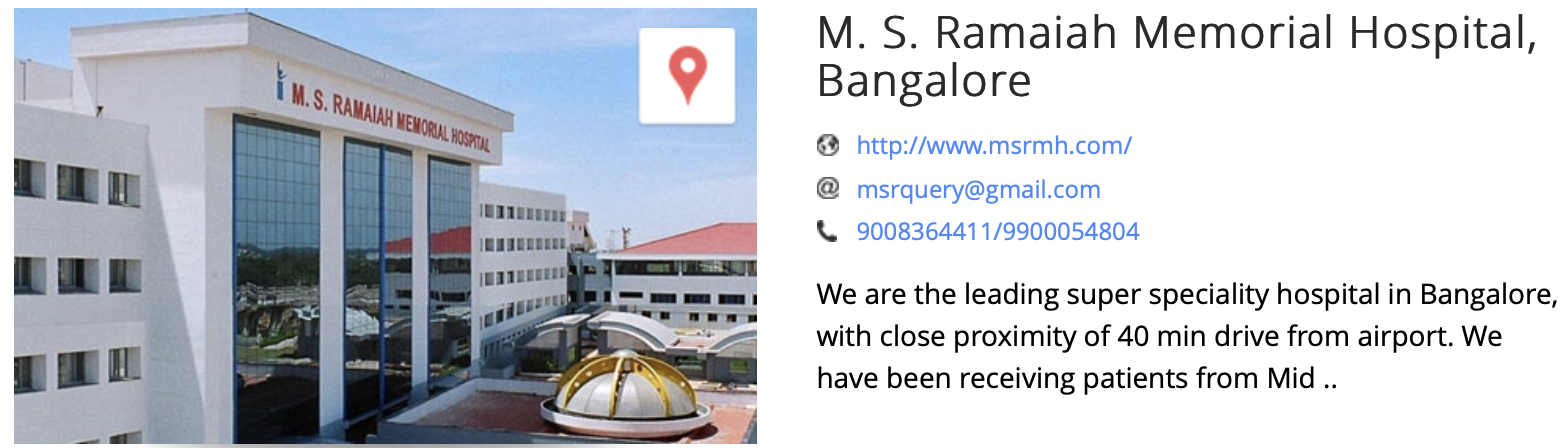 M. S. RAMAIAH MEMORIAL HOSPITAL
M. S. Ramaiah Memorial Hospital,
Bangalore
http://www.msrmh.com/
msrquery@gmail.com
9008364411/9900054804
We are the leading super speciality hospital in Bangalore,
with close proximity of 40 min drive from airport. We
have been receiving patients from Mid ..